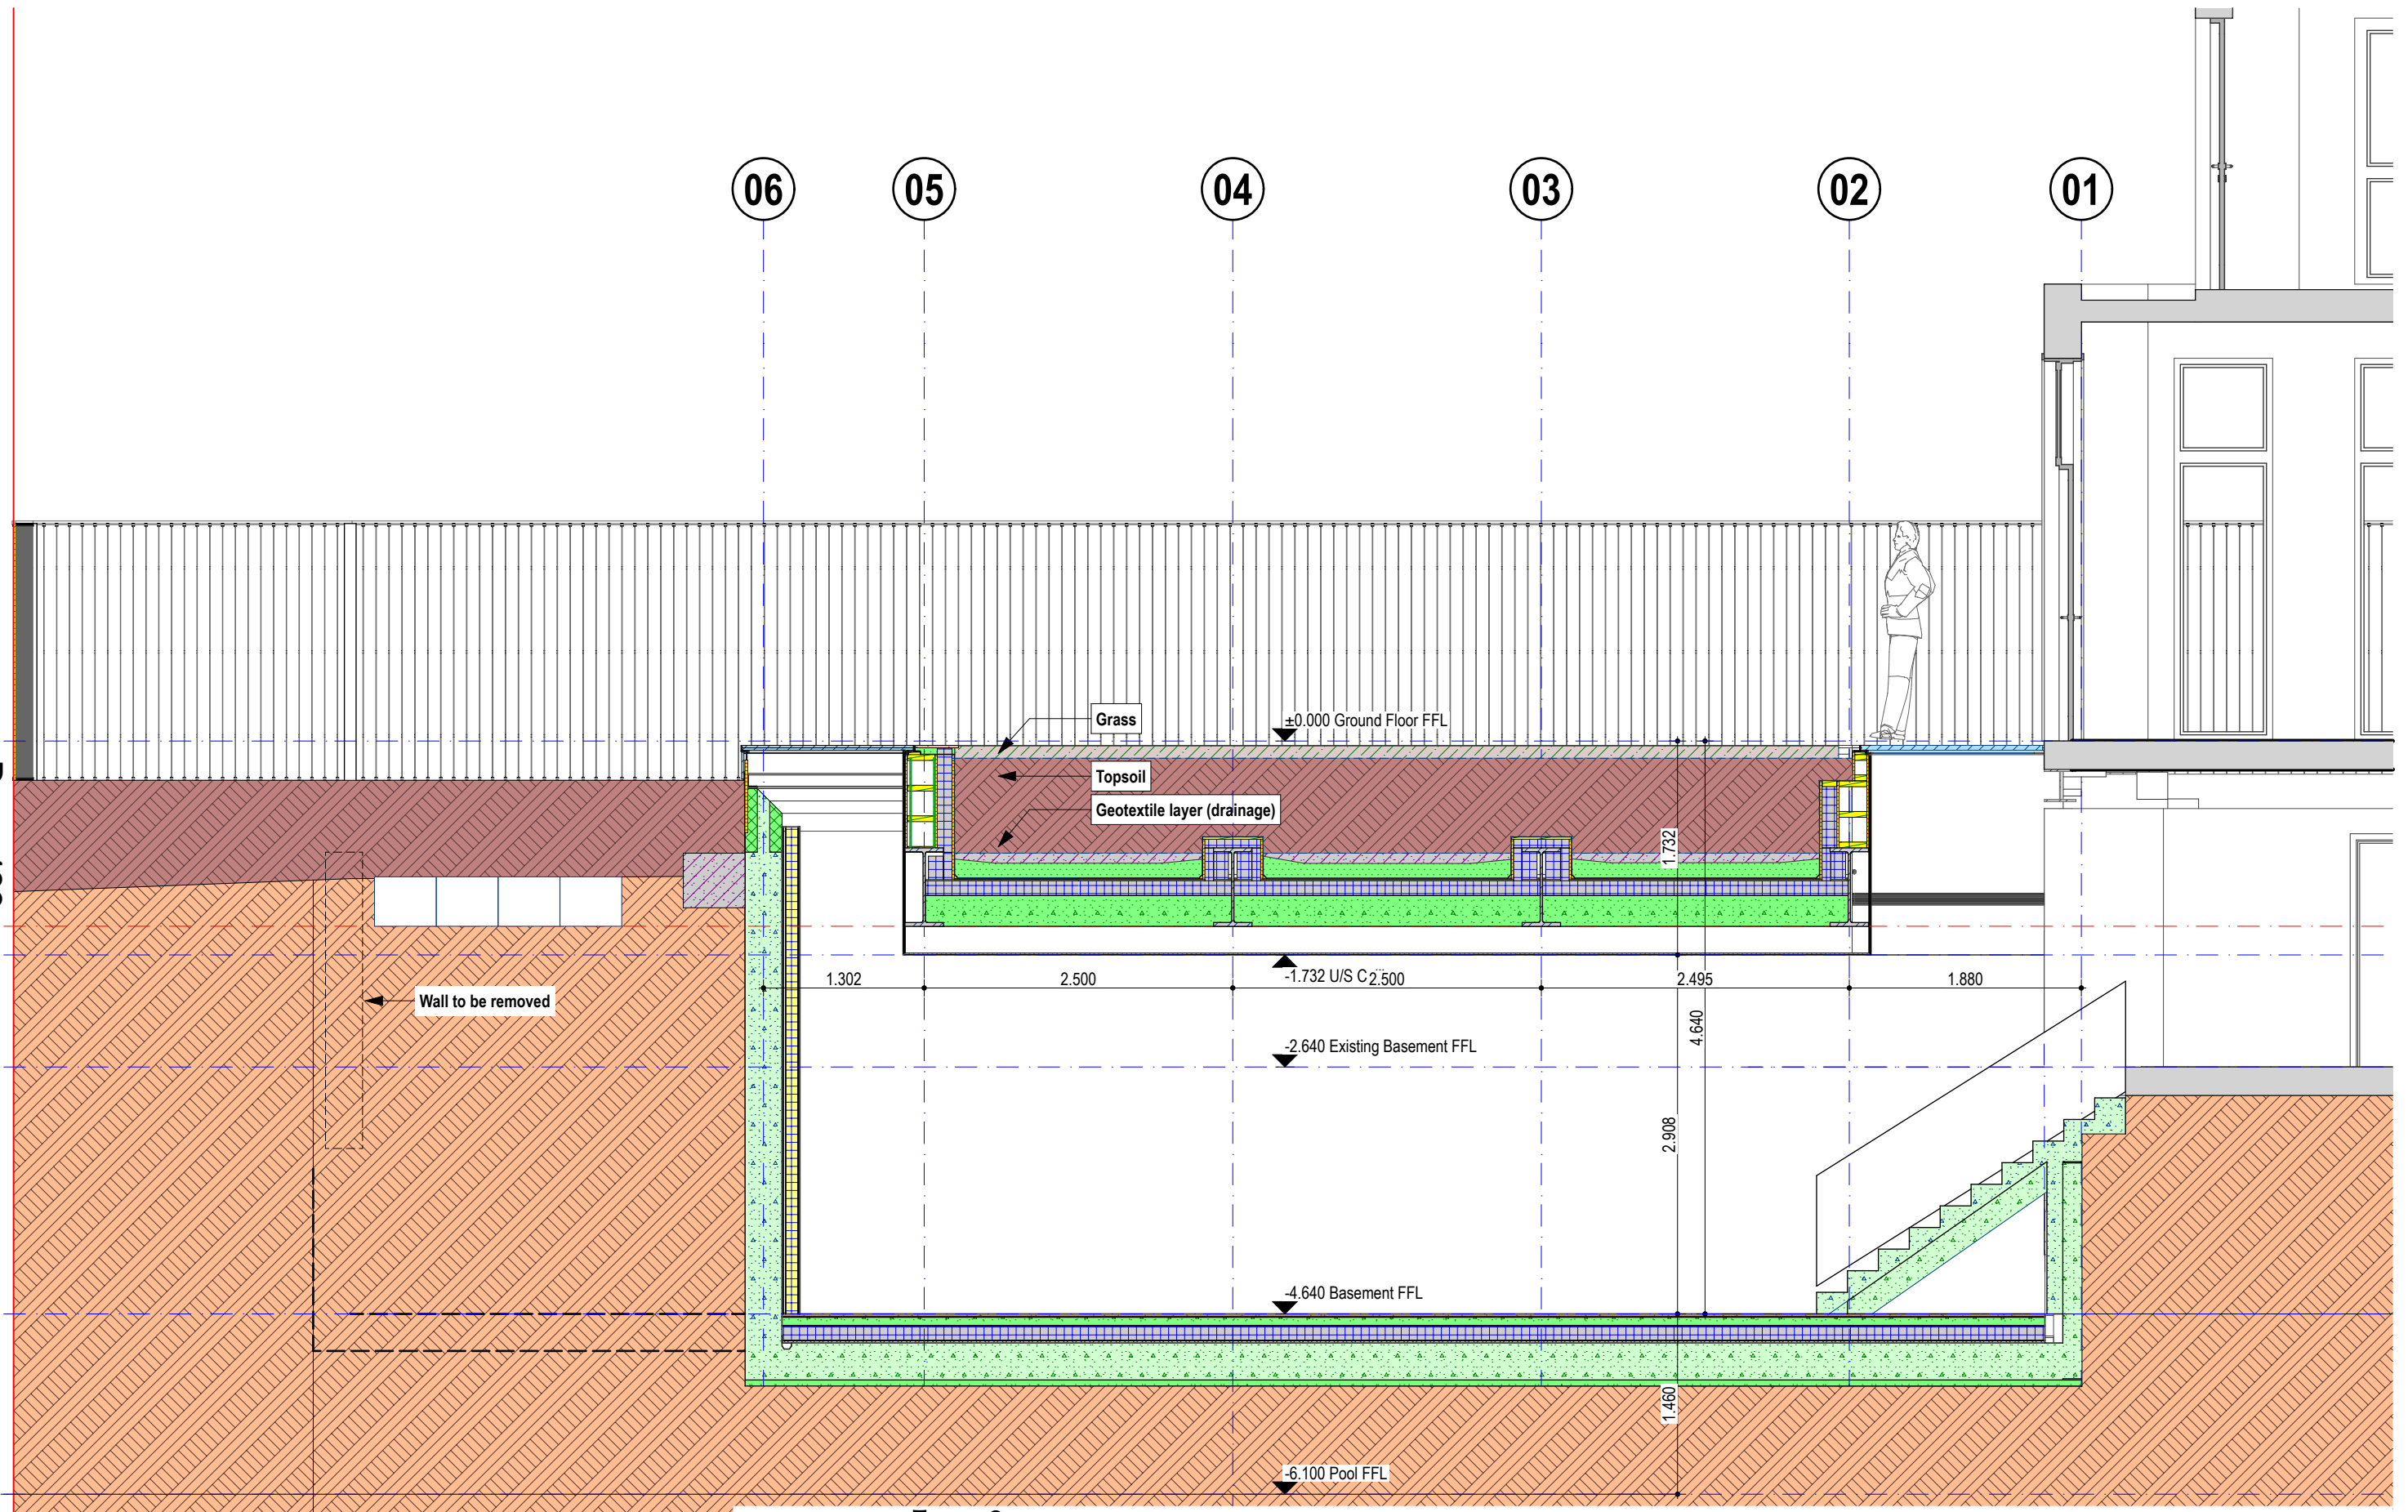 06 05 04 03 02 01
Grass
±0.000 Ground Floor FFL
Topsoil
Geotextile layer (drainage)
1.732
-1.732 U/S C
1.302 2.500 2.500 2.495 1.880
Wall to be removed
4.640
-2.640 Existing Basement FFL
2.908
-4.640 Basement FFL
1.460
-6.100 Pool FFL